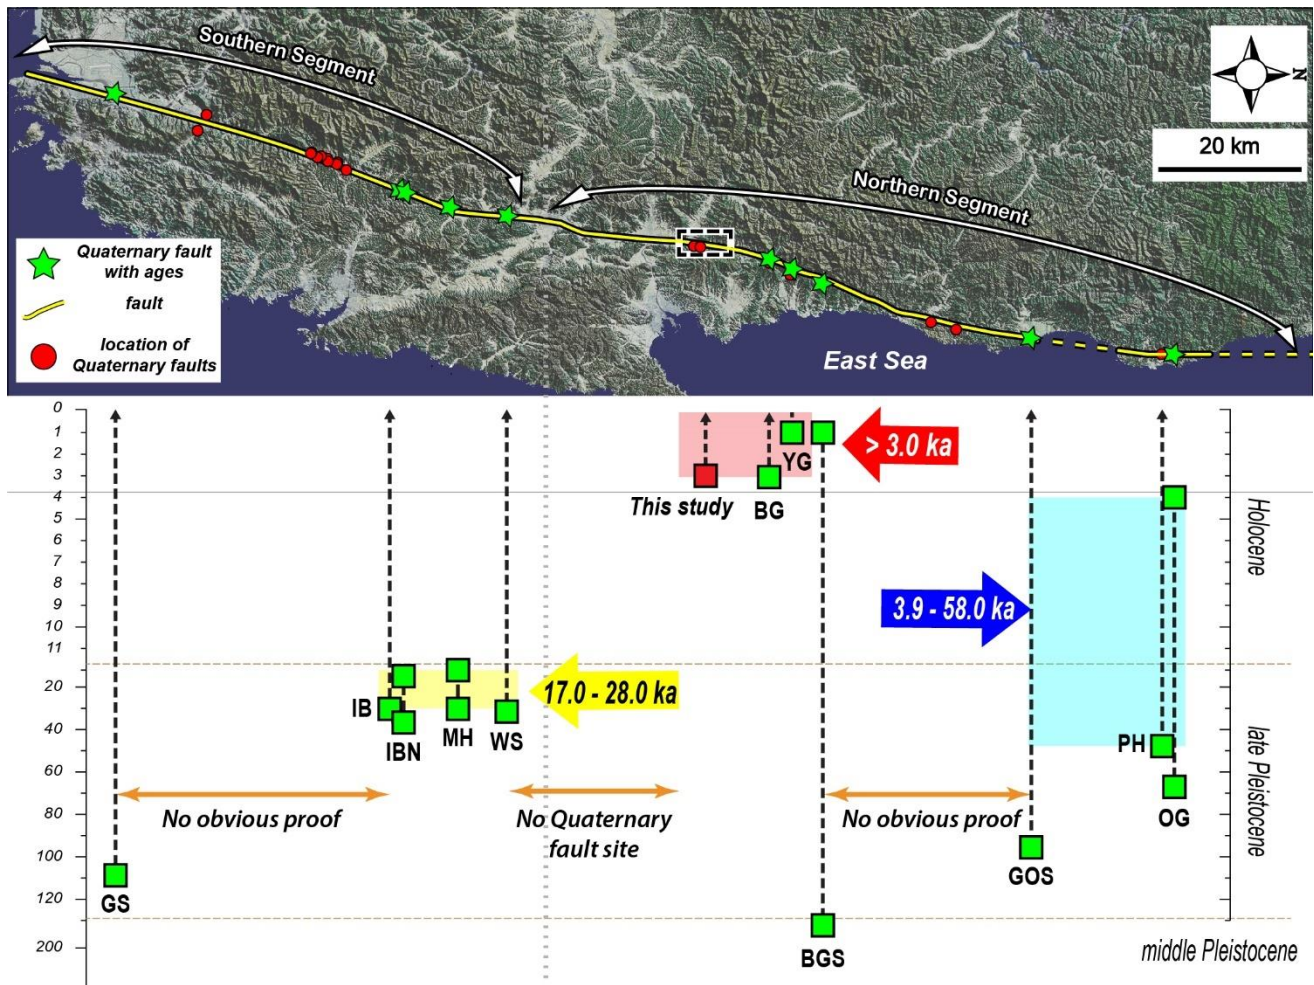 Southern Segment
N
20 km
Northern Segment
Quaternary fault
with ages
fault
location of
Quaternary faults
East Sea
0
1
2
3
4
5
6
7
8
9
10
11
20
40
60
80
100
120
200
YG
> 3.0 ka
This study
BG
3.9 - 58.0 ka
Holocene
17.0 - 28.0 ka
IB
IBN
MH
WS
PH
late Pleistocene
No obvious proof
No Quaternary
fault site
No obvious proof
OG
GS
GOS
BGS
middle Pleistocene